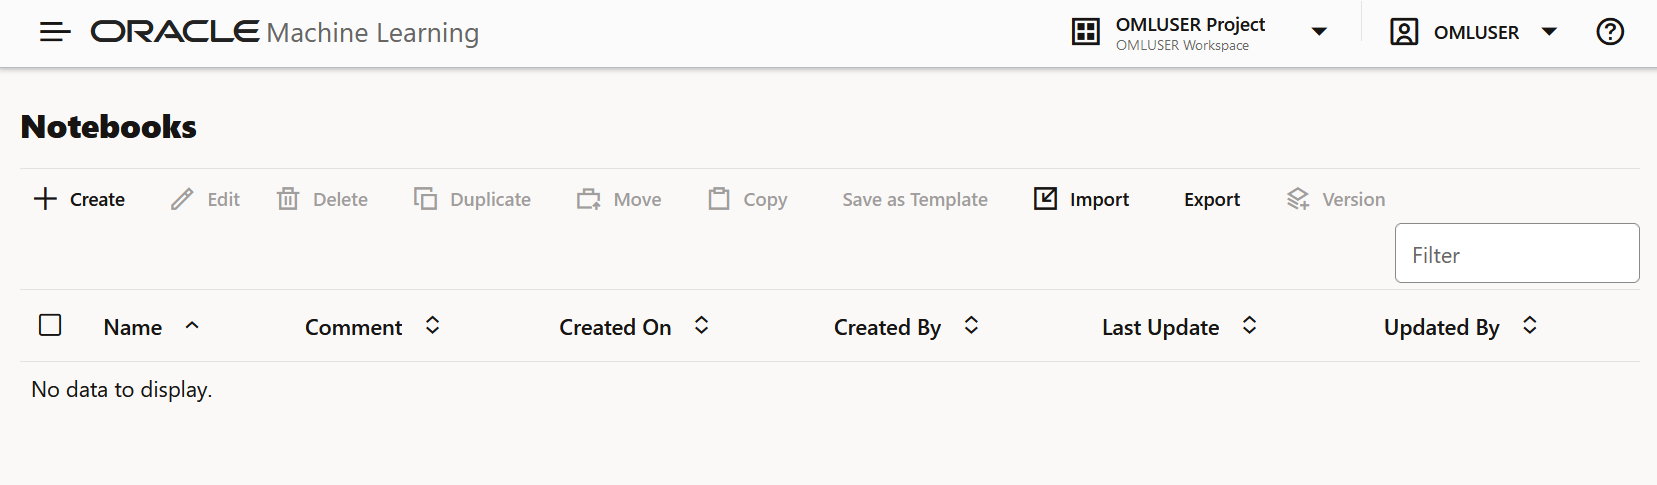 ORACLE Machine Learning
OMLUSER Project
OMLUSER Workspace
OMLUSER
Notebooks
Create Edit Delete Duplicate Move Copy Save as Template Import Export Version
Filter
Name Comment Created On Created By Last Update Updated By
No data to display.